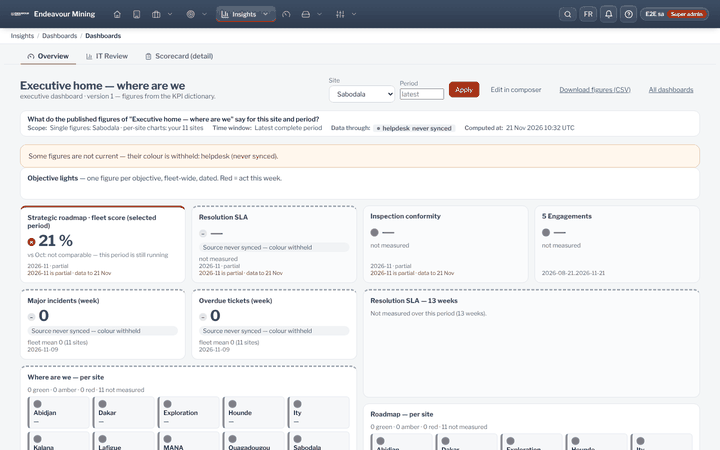 Endeavour Mining
Insights
FR
E2E sa Super admin
Insights / Dashboards / Dashboards
Overview
IT Review
Scorecard (detail)
Executive home — where are we
executive dashboard · version 1 — figures from the KPI dictionary.
Site
Sabodala
Period
latest
Apply
Edit in composer
Download figures (CSV)
All dashboards
What do the published figures of "Executive home — where are we" say for this site and period?
Scope: Single figures: Sabodala · per-site charts: your 11 sites Time window: Latest complete period Data through: helpdesk never synced Computed at: 21 Nov 2026 10:32 UTC
Some figures are not current — their colour is withheld: helpdesk (never synced).
Objective lights — one figure per objective, fleet-wide, dated. Red = act this week.
Strategic roadmap · fleet score (selected period)
21 %
vs Oct: not comparable — this period is still running
2026-11 · partial
2026-11 is partial · data to 21 Nov
Resolution SLA
—
Source never synced — colour withheld
not measured
2026-11 · partial
2026-11 is partial · data to 21 Nov
Inspection conformity
—
not measured
2026-11 · partial
2026-11 is partial · data to 21 Nov
5 Engagements
—
not measured
2026-08-21..2026-11-21
Major incidents (week)
0
Source never synced — colour withheld
fleet mean 0 (11 sites)
2026-11-09
Overdue tickets (week)
0
Source never synced — colour withheld
fleet mean 0 (11 sites)
2026-11-09
Resolution SLA — 13 weeks
Not measured over this period (13 weeks).
Where are we — per site
0 green · 0 amber · 0 red · 11 not measured
Abidjan
—
Dakar
—
Exploration
—
Hounde
—
Ity
—
Kalana
Lafigue
MANA
Ouagadougou
Sabodala
Roadmap — per site
0 green · 0 amber · 0 red · 11 not measured
Abidjan
Dakar
Exploration
Hounde
Ity